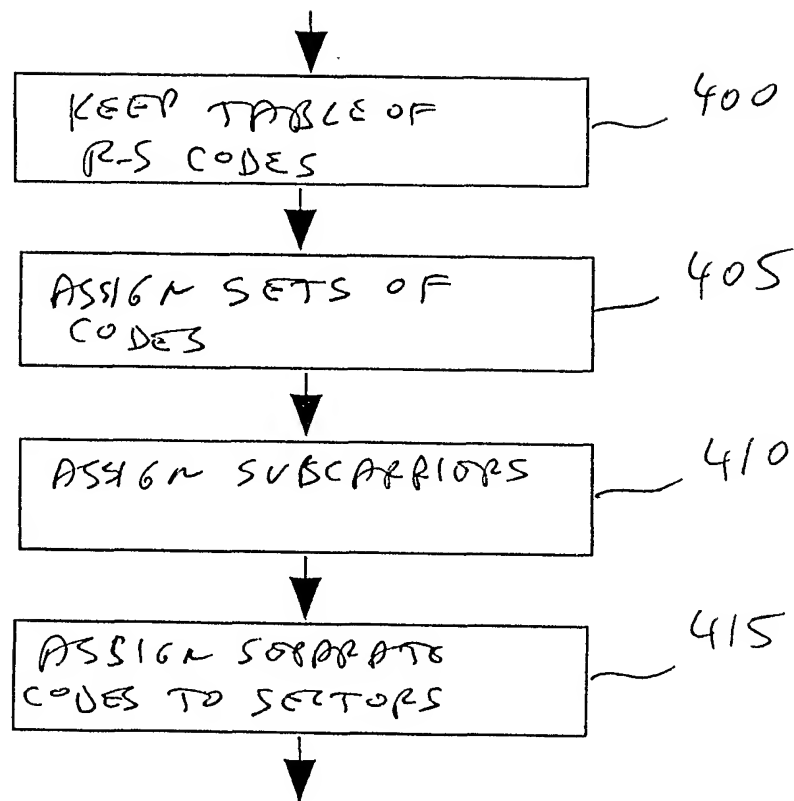 KEEP TABLE OF
R-S CODES
400
ASSIGN SETS OF
CODES
405
ASSIGN SUBCARRIORS
410
ASSIGN SEPARATE
CODES TO SECTORS
415